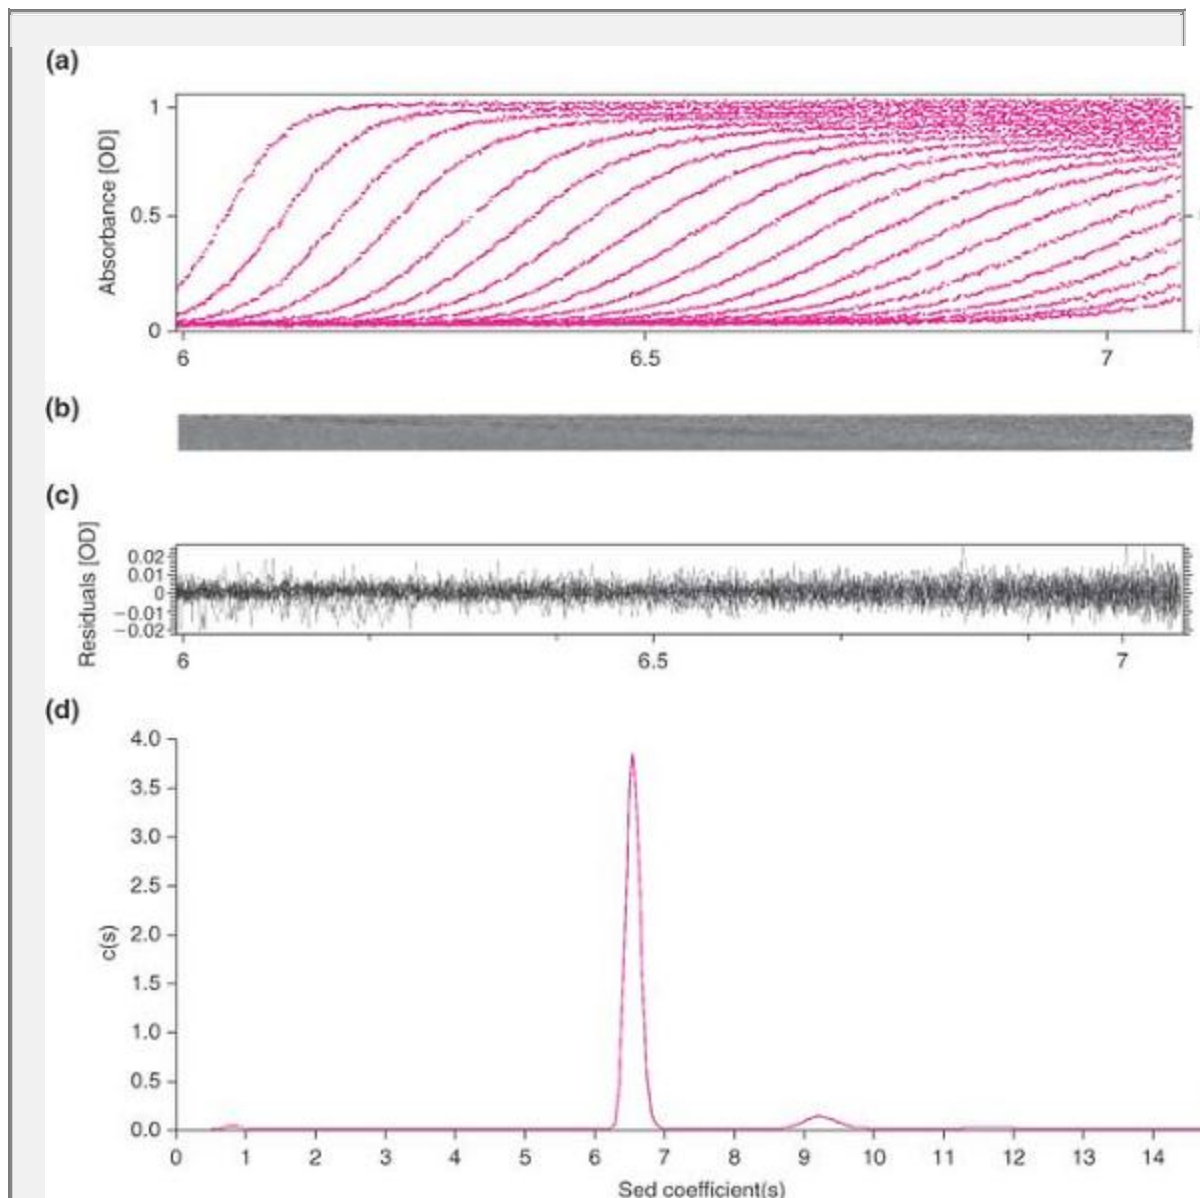 (a)
Absorbance [OD]
1
0.5
0
6 6.5 7
(b)
(c)
Residuals [OD]
0.02
0.01
0
−0.01
−0.02
6 6.5 7
(d)
c(s)
4.0
3.5
3.0
2.5
2.0
1.5
1.0
0.5
0.0
0 1 2 3 4 5 6 7 8 9 10 11 12 13 14
Sed coefficient(s)